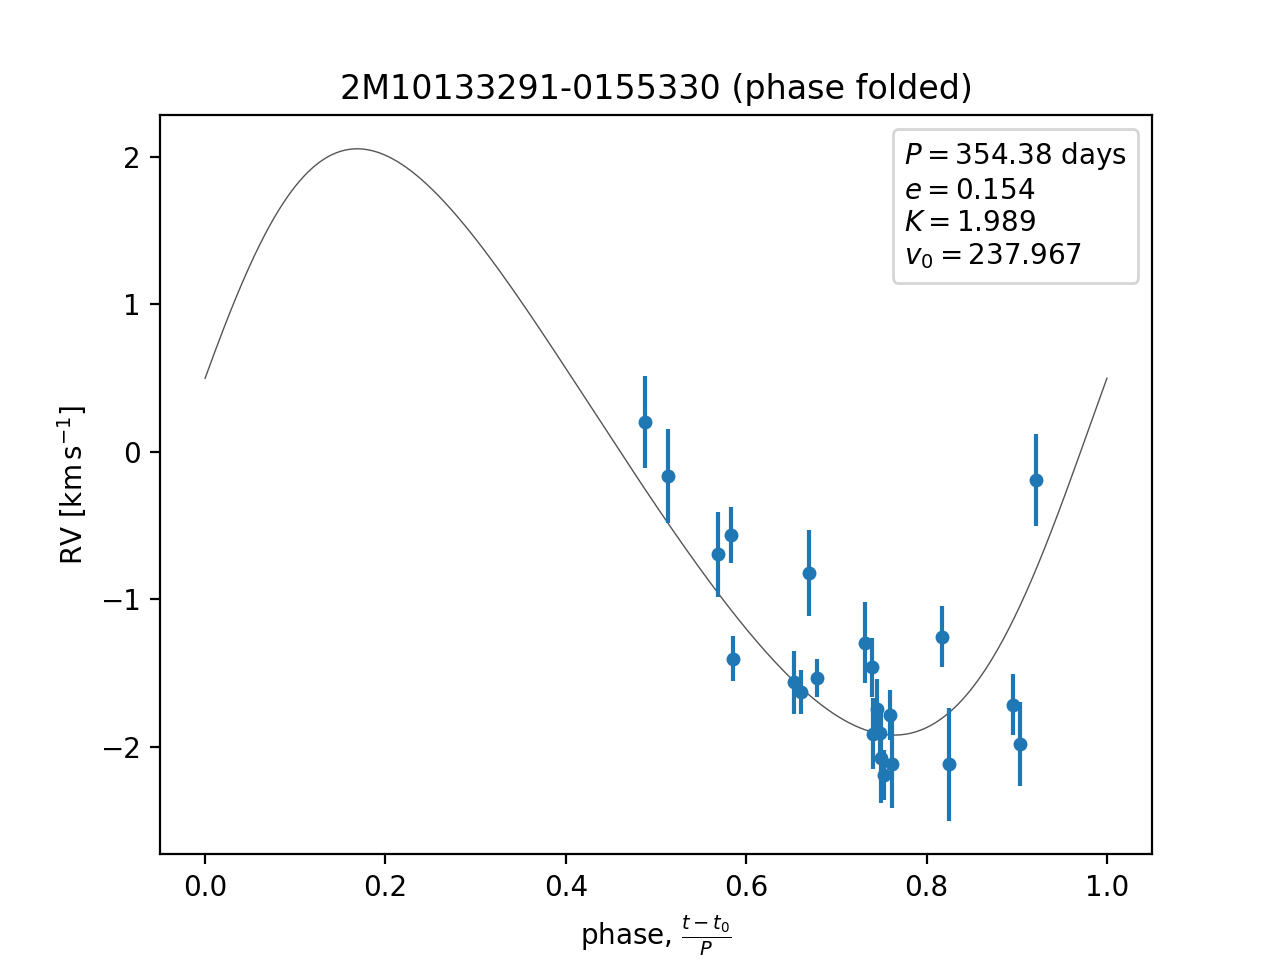 2M10133291-0155330 (phase folded)
P = 354.38 days
e = 0.154
K = 1.989
v₀ = 237.967
RV [km s⁻¹]
2
1
0
−1
−2
0.0 0.2 0.4 0.6 0.8 1.0
phase, (t − t₀)/P